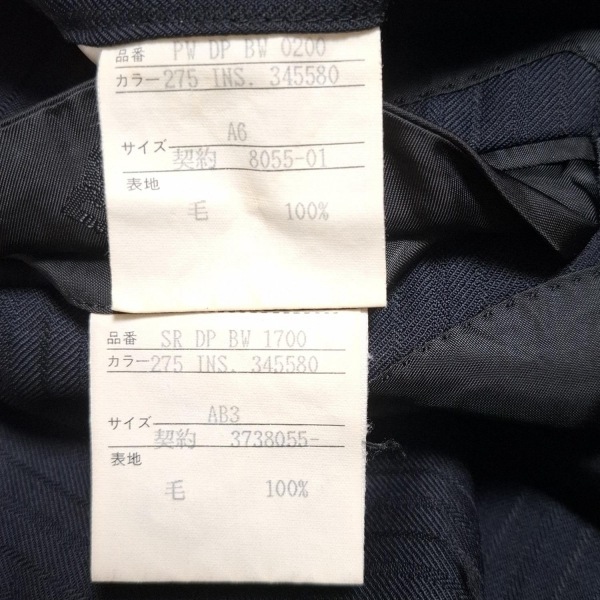 品番 PW DP BW 0200
カラー 275 INS. 345580
サイズ A6
契約 8055-01
表地
毛 100%
品番 SR DP BW 1700
カラー 275 INS. 345580
サイズ AB3
契約 3738055-
表地
毛 100%